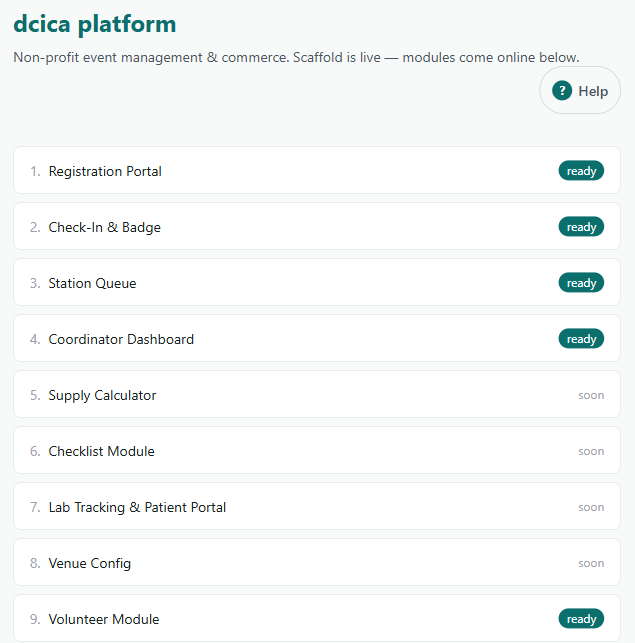 dcica platform
Non-profit event management & commerce. Scaffold is live — modules come online below.
? Help
1. Registration Portal ready
2. Check-In & Badge ready
3. Station Queue ready
4. Coordinator Dashboard ready
5. Supply Calculator soon
6. Checklist Module soon
7. Lab Tracking & Patient Portal soon
8. Venue Config soon
9. Volunteer Module ready